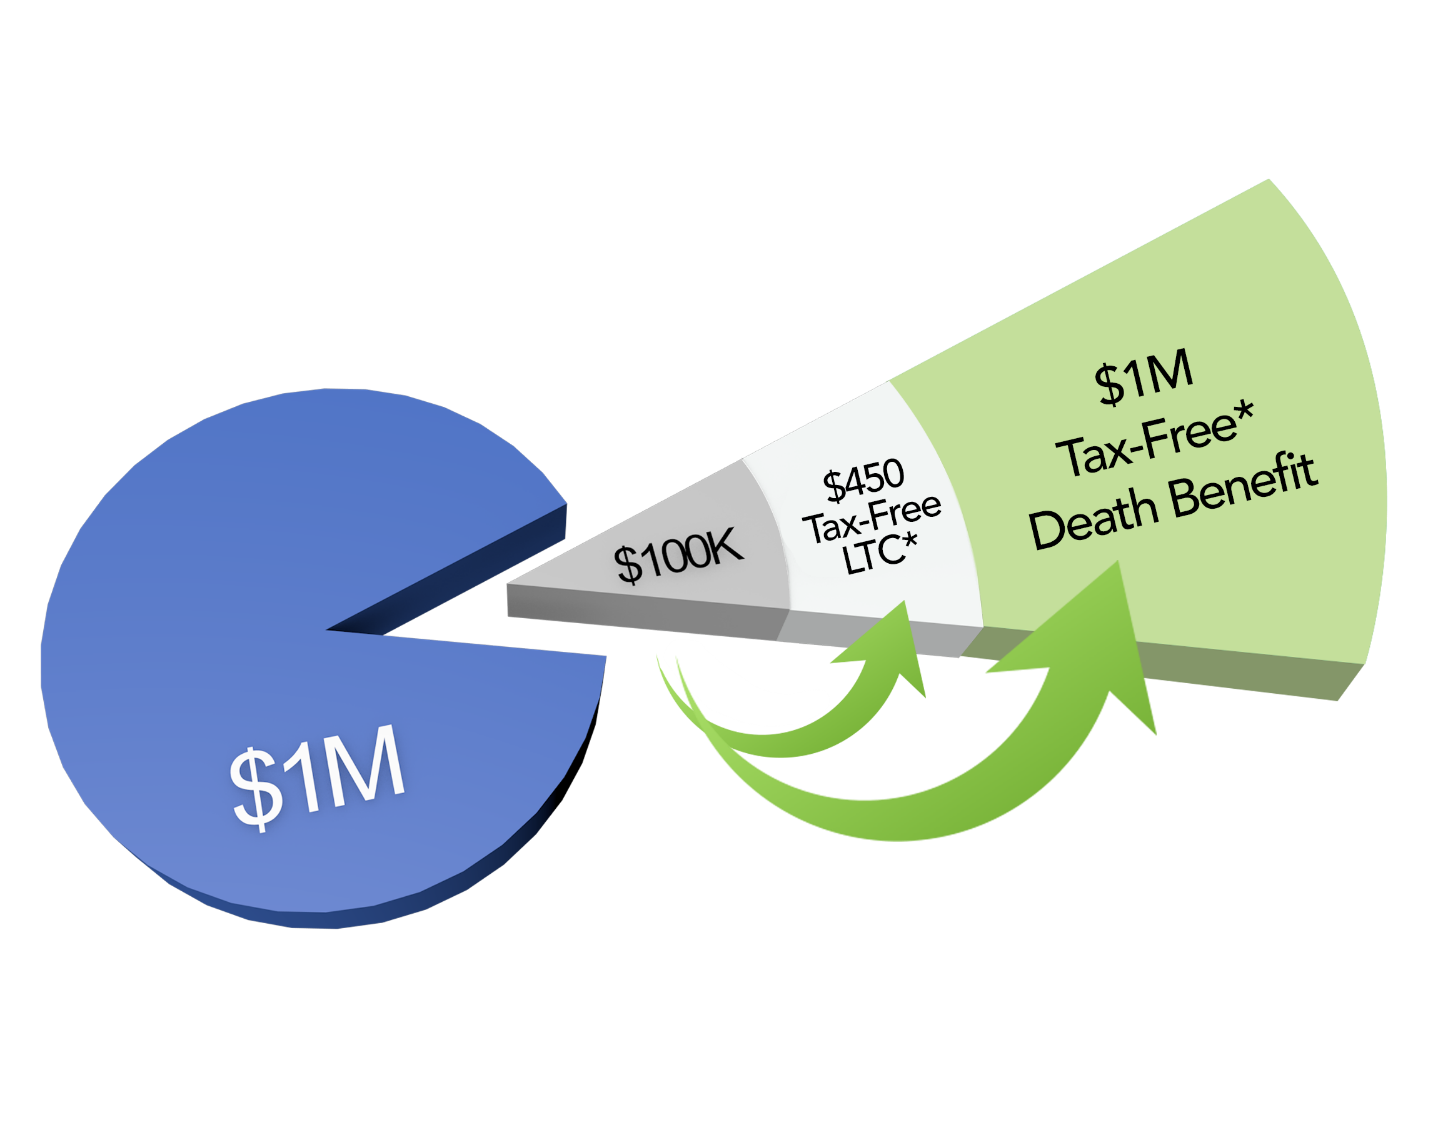 $1M
$100K
$450
Tax-Free
LTC*
$1M
Tax-Free*
Death Benefit